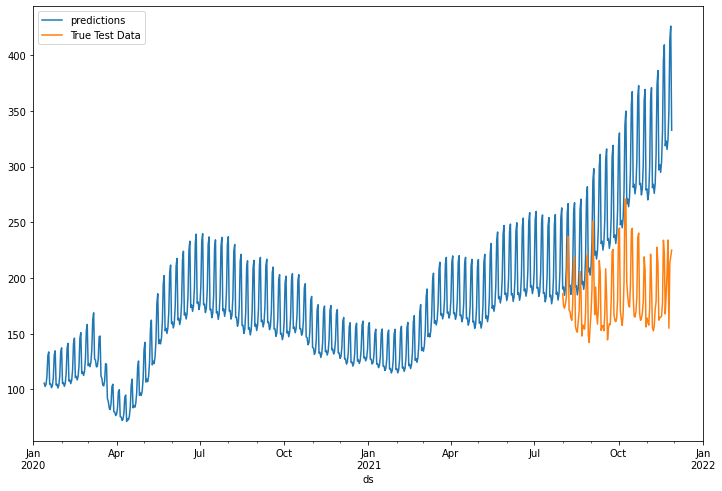 predictions
True Test Data
400
350
300
250
200
150
100
Jan Apr Jul Oct Jan Apr Jul Oct Jan
2020 2021 2022
ds